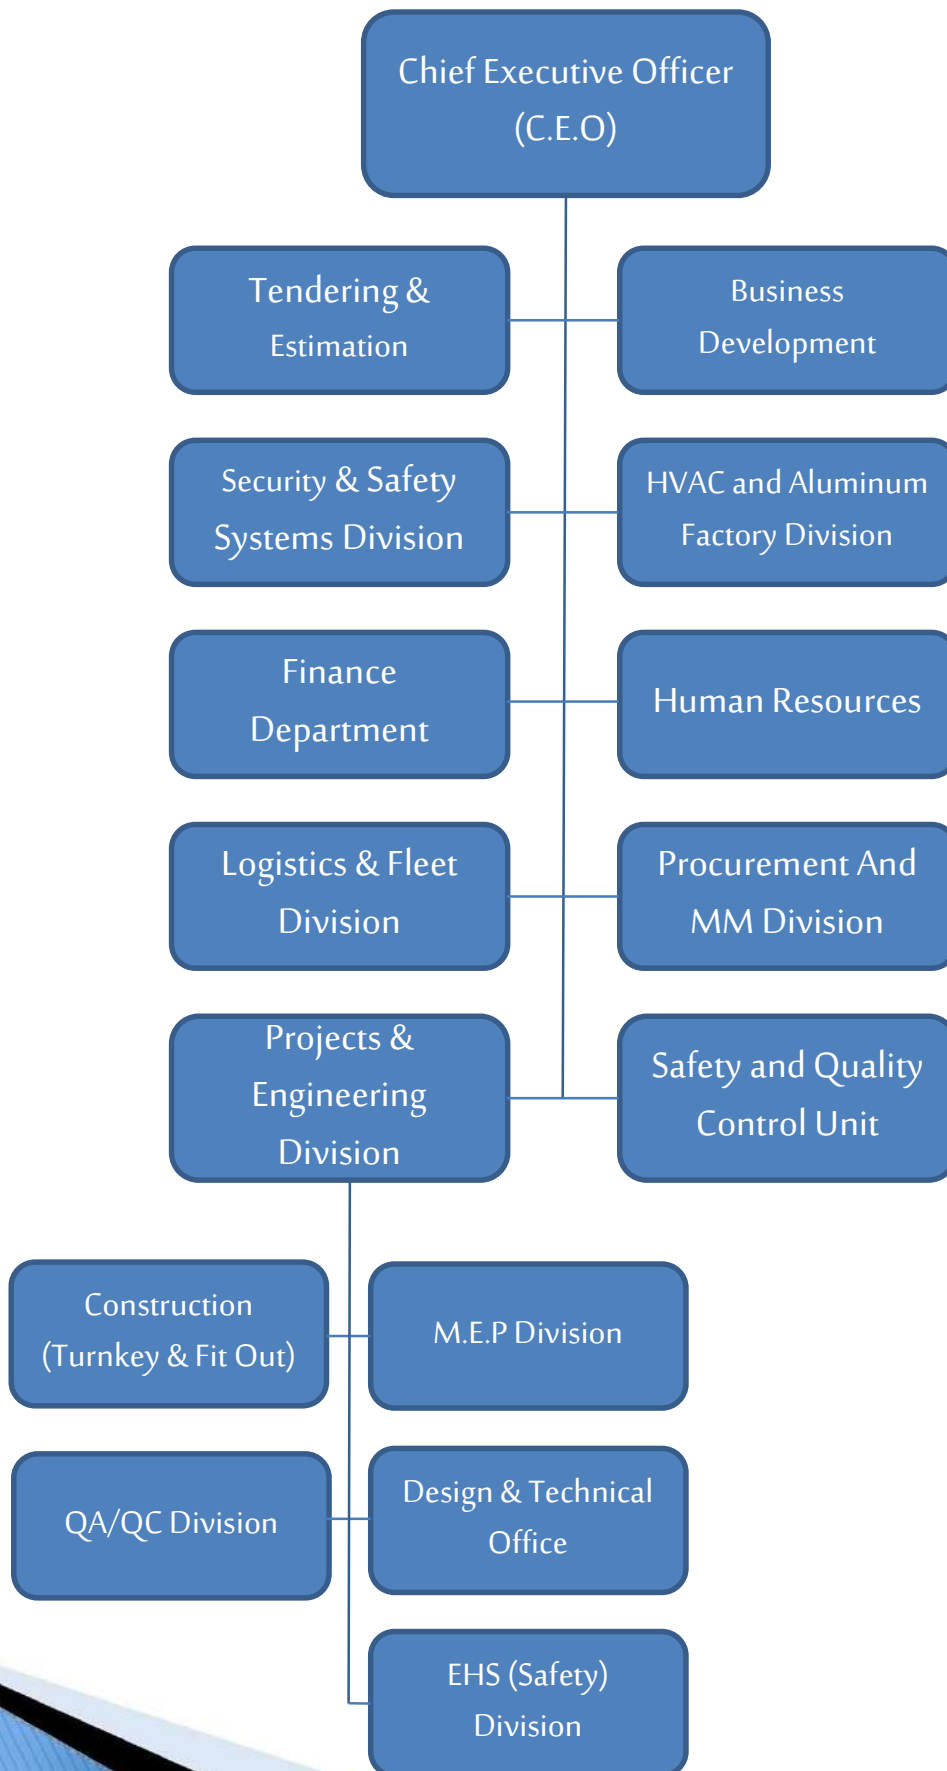 Chief Executive Officer
(C.E.O)
Tendering &
Estimation
Business
Development
Security & Safety
Systems Division
HVAC and Aluminum
Factory Division
Finance
Department
Human Resources
Logistics & Fleet
Division
Procurement And
MM Division
Projects &
Engineering
Division
Safety and Quality
Control Unit
Construction
(Turnkey & Fit Out)
M.E.P Division
QA/QC Division
Design & Technical
Office
EHS (Safety)
Division